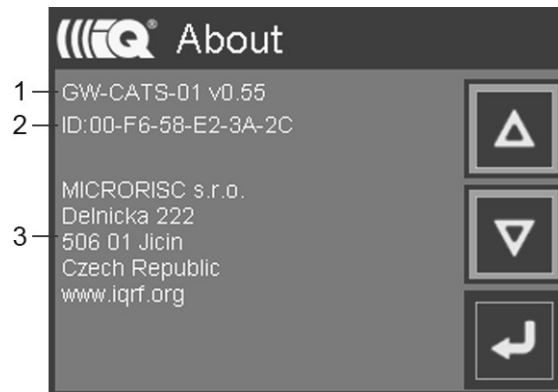 IQ® About
1 GW-CATS-01 v0.55
2 ID:00-F6-58-E2-3A-2C
MICRORISC s.r.o.
Delnicka 222
3 506 01 Jicin
Czech Republic
www.iqrf.org